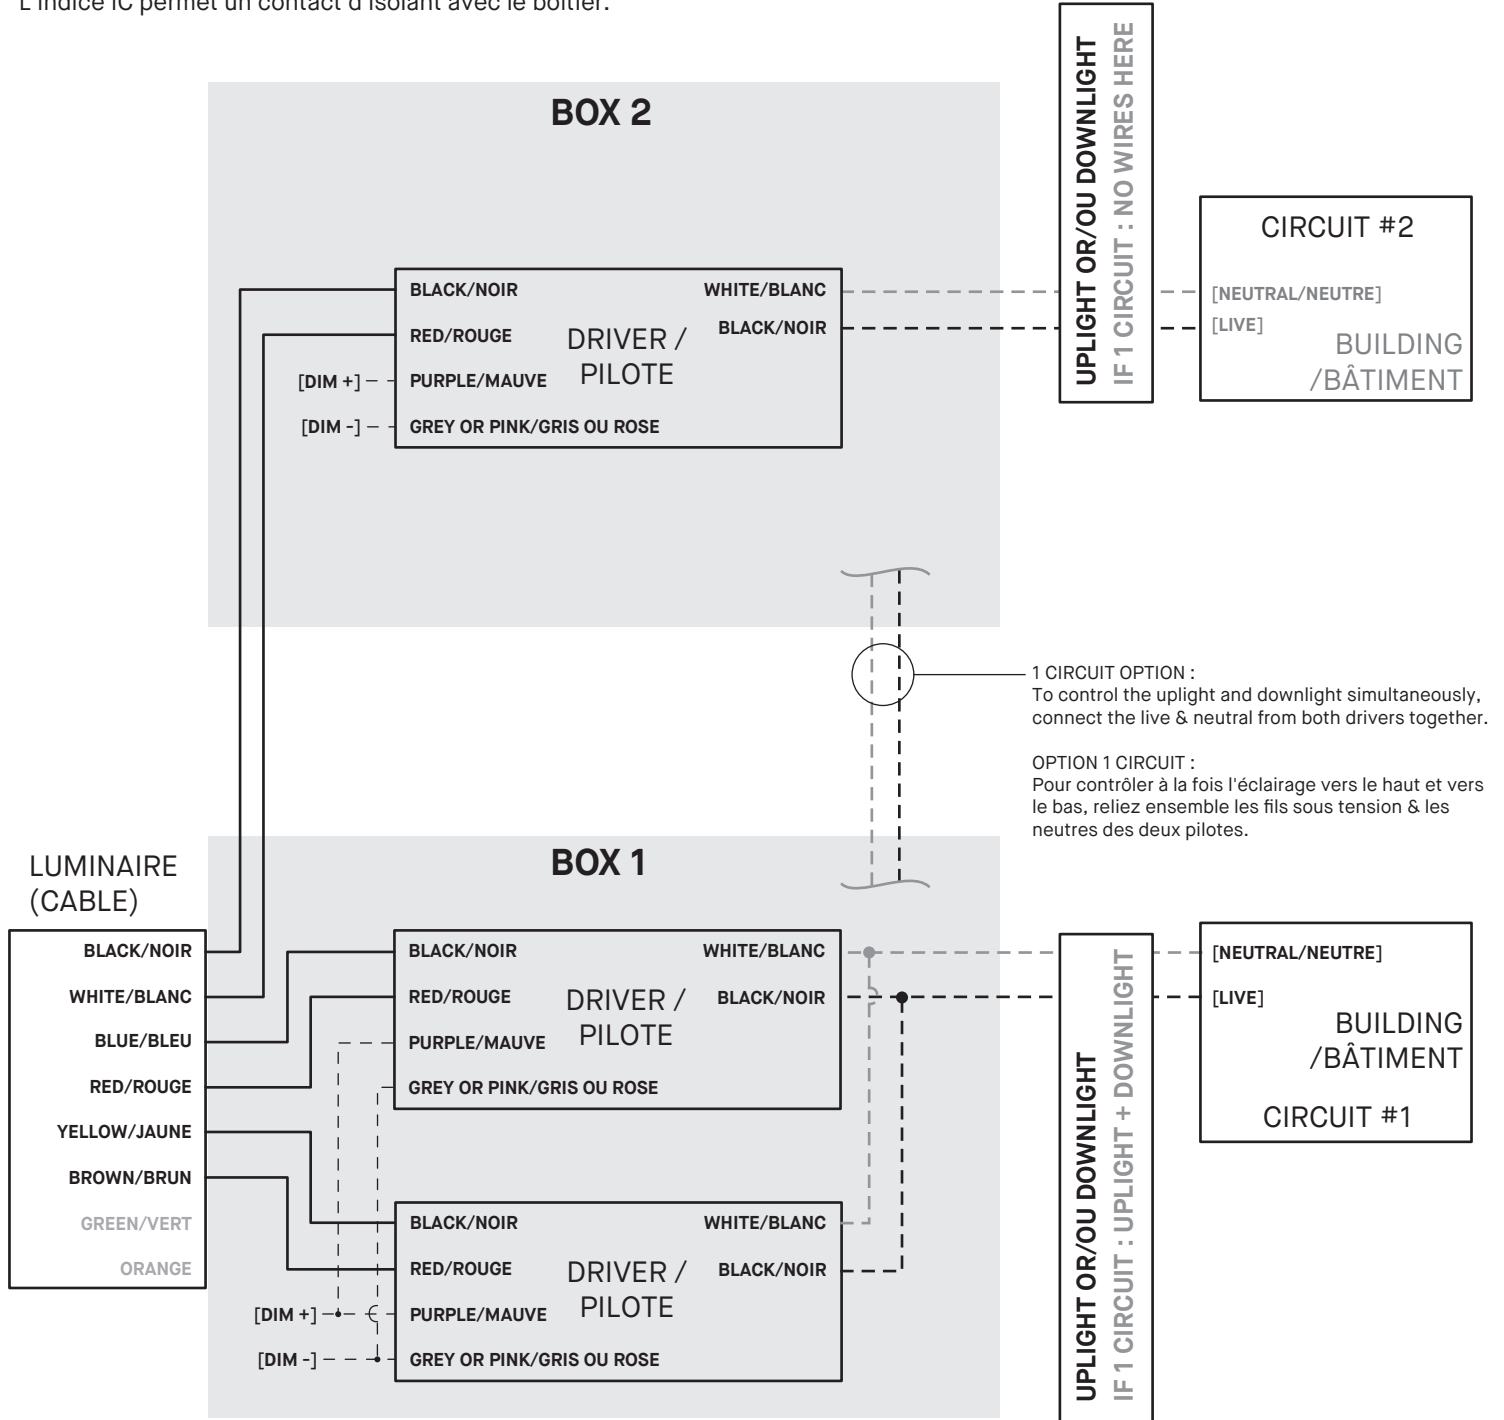 L'indice IC permet un contact d'isolant avec le boîtier.
BOX 2
UPLIGHT OR/OU DOWNLIGHT
IF 1 CIRCUIT : NO WIRES HERE
CIRCUIT #2
[NEUTRAL/NEUTRE]
[LIVE]
BUILDING
/BÂTIMENT
BLACK/NOIR
RED/ROUGE
[DIM +]
PURPLE/MAUVE
[DIM -]
GREY OR PINK/GRIS OU ROSE
DRIVER /
PILOTE
WHITE/BLANC
BLACK/NOIR
1 CIRCUIT OPTION :
To control the uplight and downlight simultaneously,
connect the live & neutral from both drivers together.
OPTION 1 CIRCUIT :
Pour contrôler à la fois l'éclairage vers le haut et vers
le bas, reliez ensemble les fils sous tension & les
neutres des deux pilotes.
BOX 1
LUMINAIRE
(CABLE)
BLACK/NOIR
WHITE/BLANC
BLUE/BLEU
RED/ROUGE
YELLOW/JAUNE
BROWN/BRUN
GREEN/VERT
ORANGE
BLACK/NOIR
RED/ROUGE
PURPLE/MAUVE
GREY OR PINK/GRIS OU ROSE
DRIVER /
PILOTE
WHITE/BLANC
BLACK/NOIR
BLACK/NOIR
RED/ROUGE
[DIM +]
PURPLE/MAUVE
[DIM -]
GREY OR PINK/GRIS OU ROSE
DRIVER /
PILOTE
WHITE/BLANC
BLACK/NOIR
UPLIGHT OR/OU DOWNLIGHT
IF 1 CIRCUIT : UPLIGHT + DOWNLIGHT
[NEUTRAL/NEUTRE]
[LIVE]
BUILDING
/BÂTIMENT
CIRCUIT #1